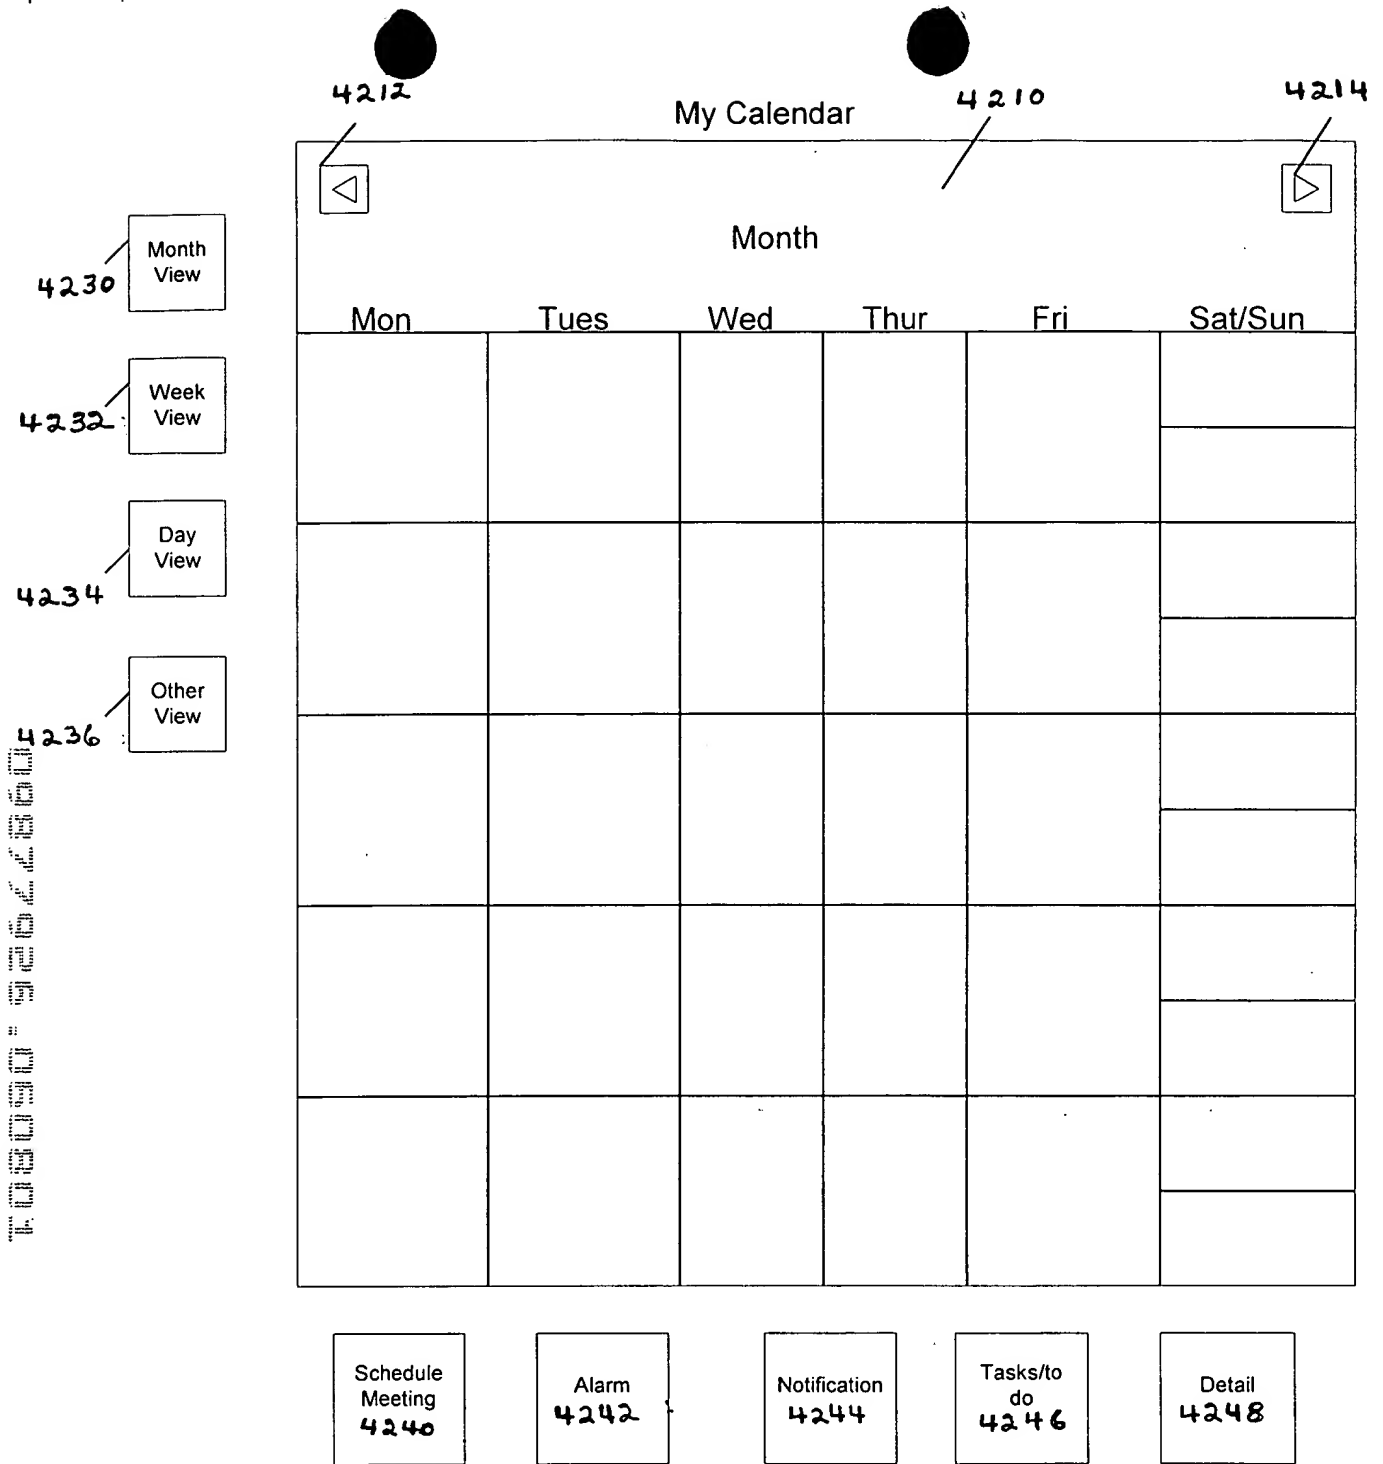 4212
My Calendar
4210
4214
Month
Month
View
4230
Mon Tues Wed Thur Fri Sat/Sun
Week
View
4232
Day
View
4234
Other
View
4236
09877926.060801
Schedule
Meeting
4240
Alarm
4242
Notification
4244
Tasks/to
do
4246
Detail
4248